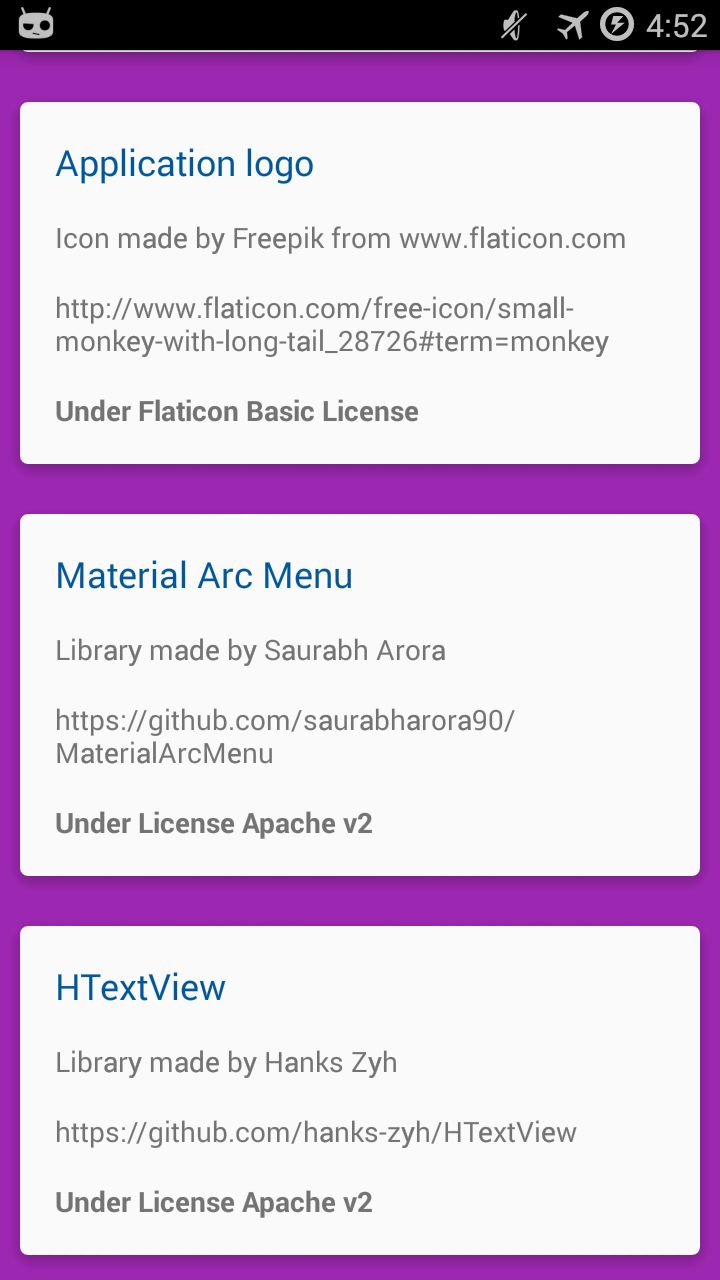 4:52
Application logo
Icon made by Freepik from www.flaticon.com
http://www.flaticon.com/free-icon/small-
monkey-with-long-tail_28726#term=monkey
Under Flaticon Basic License
Material Arc Menu
Library made by Saurabh Arora
https://github.com/saurabharora90/
MaterialArcMenu
Under License Apache v2
HTextView
Library made by Hanks Zyh
https://github.com/hanks-zyh/HTextView
Under License Apache v2